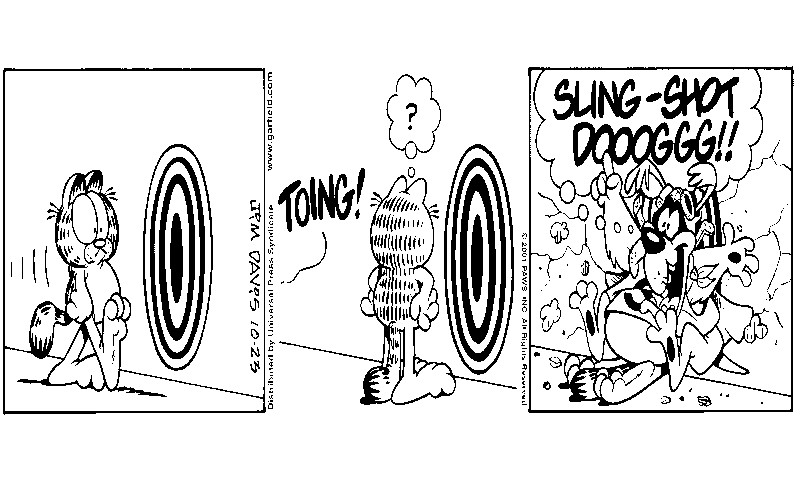 www.garfield.com
JIM DAVIS 10-23
Distributed by Universal Press Syndicate
?
TOING!
© 2001 PAWS, INC. All Rights Reserved.
SLING-SHOT
DOOOGGG!!